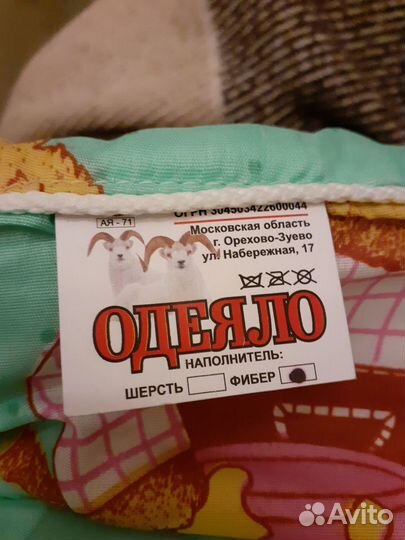 АЯ - 71
ОГРН 304503422600044
Московская область
г. Орехово-Зуево
ул. Набережная, 17
ОДЕЯЛО
НАПОЛНИТЕЛЬ:
ШЕРСТЬ ФИБЕР
Avito